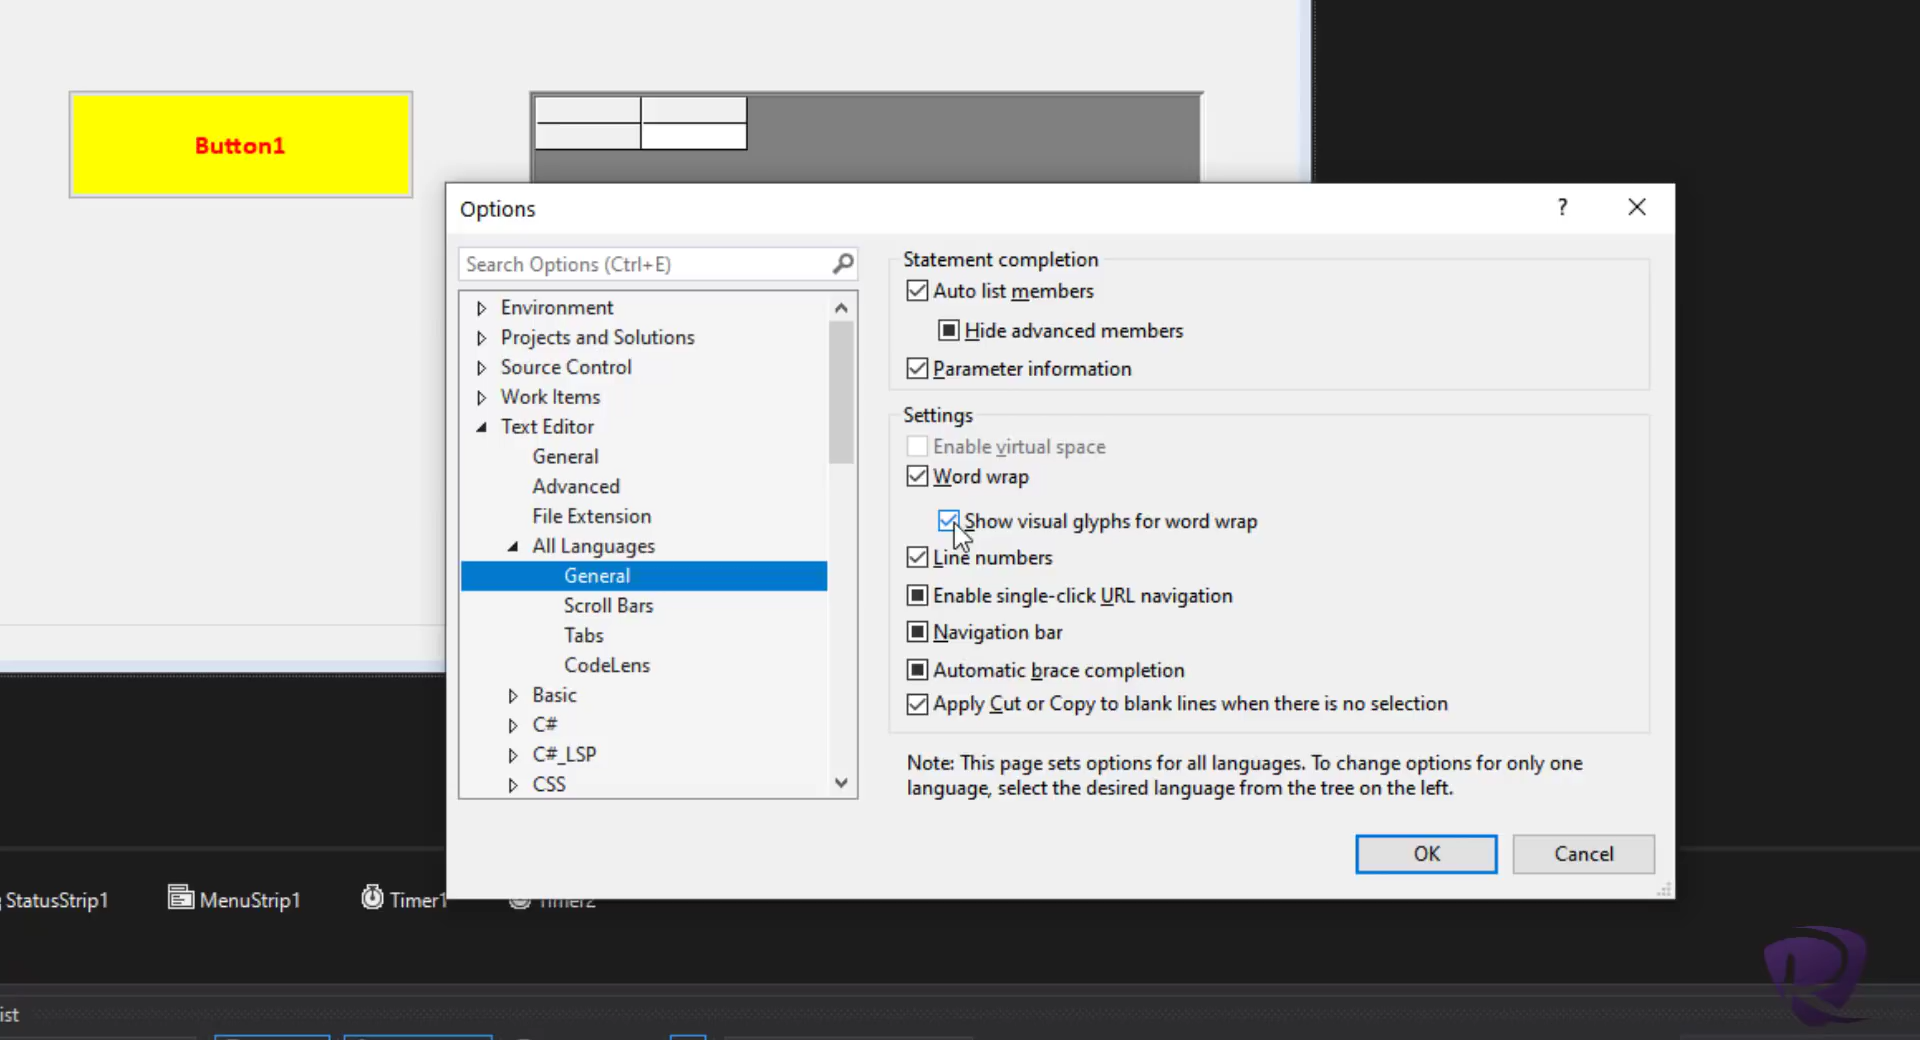 Button1
Options
?
Search Options (Ctrl+E)
Environment
Projects and Solutions
Source Control
Work Items
Text Editor
General
Advanced
File Extension
All Languages
General
Scroll Bars
Tabs
CodeLens
Basic
C#
C#_LSP
CSS
Statement completion
Auto list members
Hide advanced members
Parameter information
Settings
Enable virtual space
Word wrap
Show visual glyphs for word wrap
Line numbers
Enable single-click URL navigation
Navigation bar
Automatic brace completion
Apply Cut or Copy to blank lines when there is no selection
Note: This page sets options for all languages. To change options for only one
language, select the desired language from the tree on the left.
OK
Cancel
StatusStrip1
MenuStrip1
Timer1
Timer2
ist